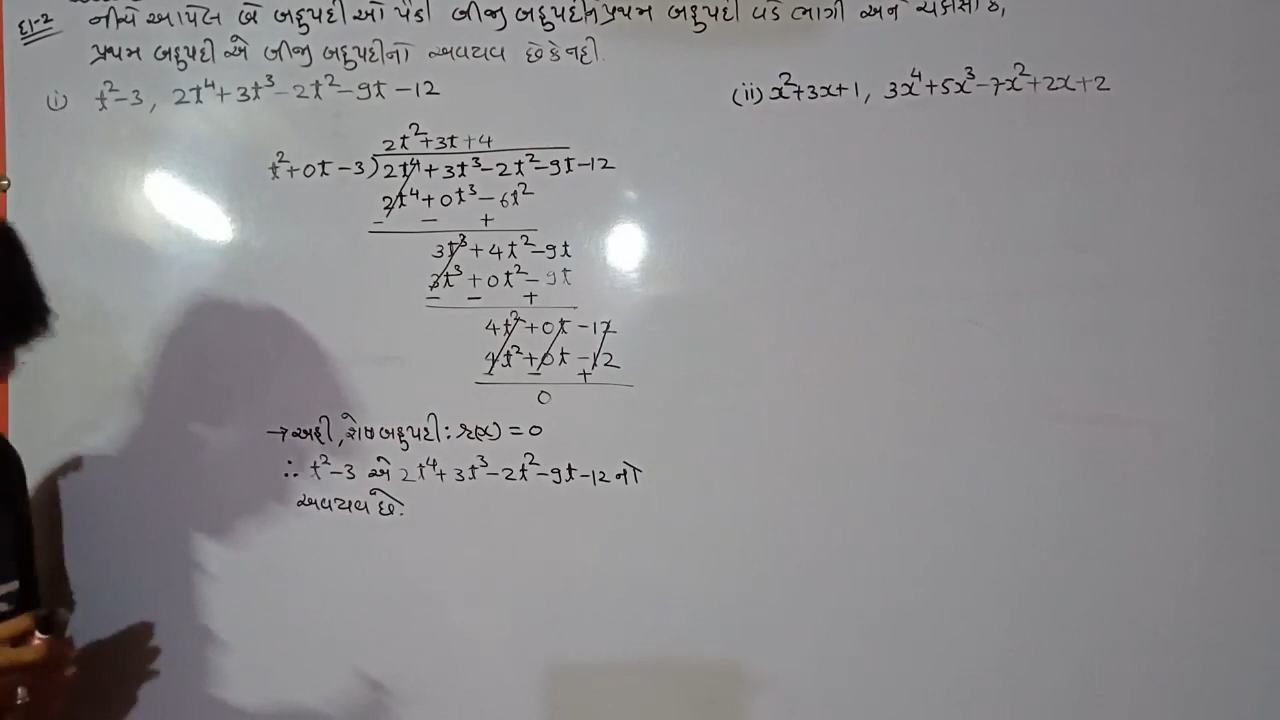 દા-2 નીચે આપેલ બે બહુપદીઓ પૈકી બીજી બહુપદીને પ્રથમ બહુપદી વડે ભાગી અને ચકાસો કે,
પ્રથમ બહુપદી એ બીજી બહુપદીનો અવયવ છે કે નહી.
(i) t²-3, 2t⁴+3t³-2t²-9t-12
2t²+3t+4
t²+0t-3)2t⁴+3t³-2t²-9t-12
2t⁴+0t³-6t²
- - +
3t³+4t²-9t
3t³+0t²-9t
- - +
4t²+0t-12
4t²+0t-12
- +
0
→અહી, શેષ બહુપદી: r(x)=0
∴ t²-3 એ 2t⁴+3t³-2t²-9t-12 નો
અવયવ છે.
(ii) x²+3x+1, 3x⁴+5x³-7x²+2x+2